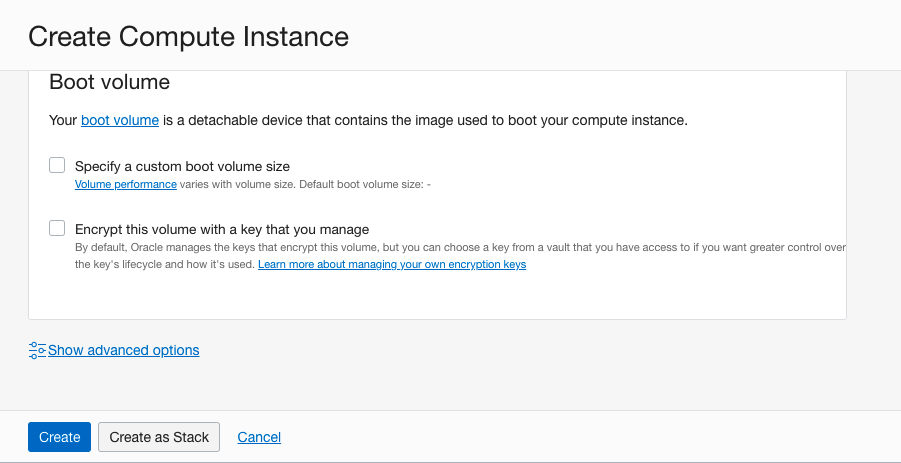 Create Compute Instance
Boot volume
Your boot volume is a detachable device that contains the image used to boot your compute instance.
Specify a custom boot volume size
Volume performance varies with volume size. Default boot volume size: -
Encrypt this volume with a key that you manage
By default, Oracle manages the keys that encrypt this volume, but you can choose a key from a vault that you have access to if you want greater control over
the key's lifecycle and how it's used. Learn more about managing your own encryption keys
Show advanced options
Create Create as Stack Cancel